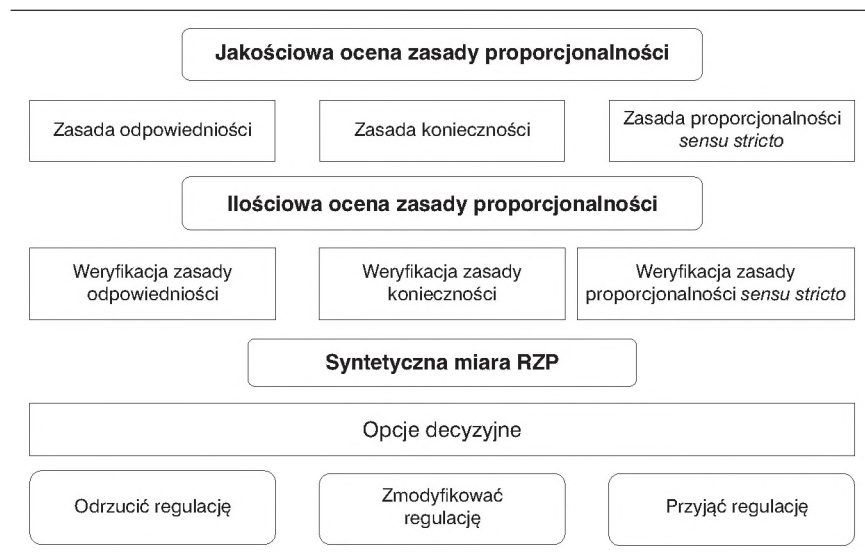 Jakościowa ocena zasady proporcjonalności
Zasada odpowiedniości
Zasada konieczności
Zasada proporcjonalności
sensu stricto
Ilościowa ocena zasady proporcjonalności
Weryfikacja zasady
odpowiedniości
Weryfikacja zasady
konieczności
Weryfikacja zasady
proporcjonalności sensu stricto
Syntetyczna miara RZP
Opcje decyzyjne
Odrzucić regulację
Zmodyfikować
regulację
Przyjąć regulację